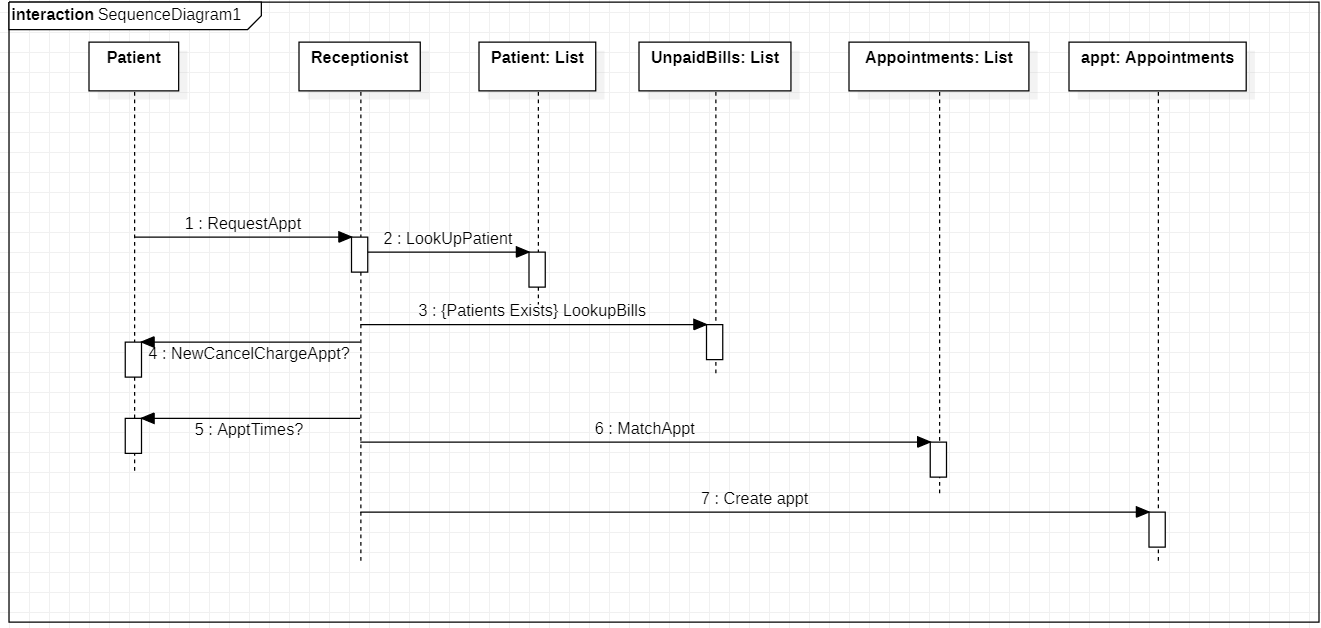 interaction SequenceDiagram1
Patient
Receptionist
Patient: List
UnpaidBills: List
Appointments: List
appt: Appointments
1 : RequestAppt
2 : LookUpPatient
3 : {Patients Exists} LookupBills
4 : NewCancelChargeAppt?
5 : ApptTimes?
6 : MatchAppt
7 : Create appt